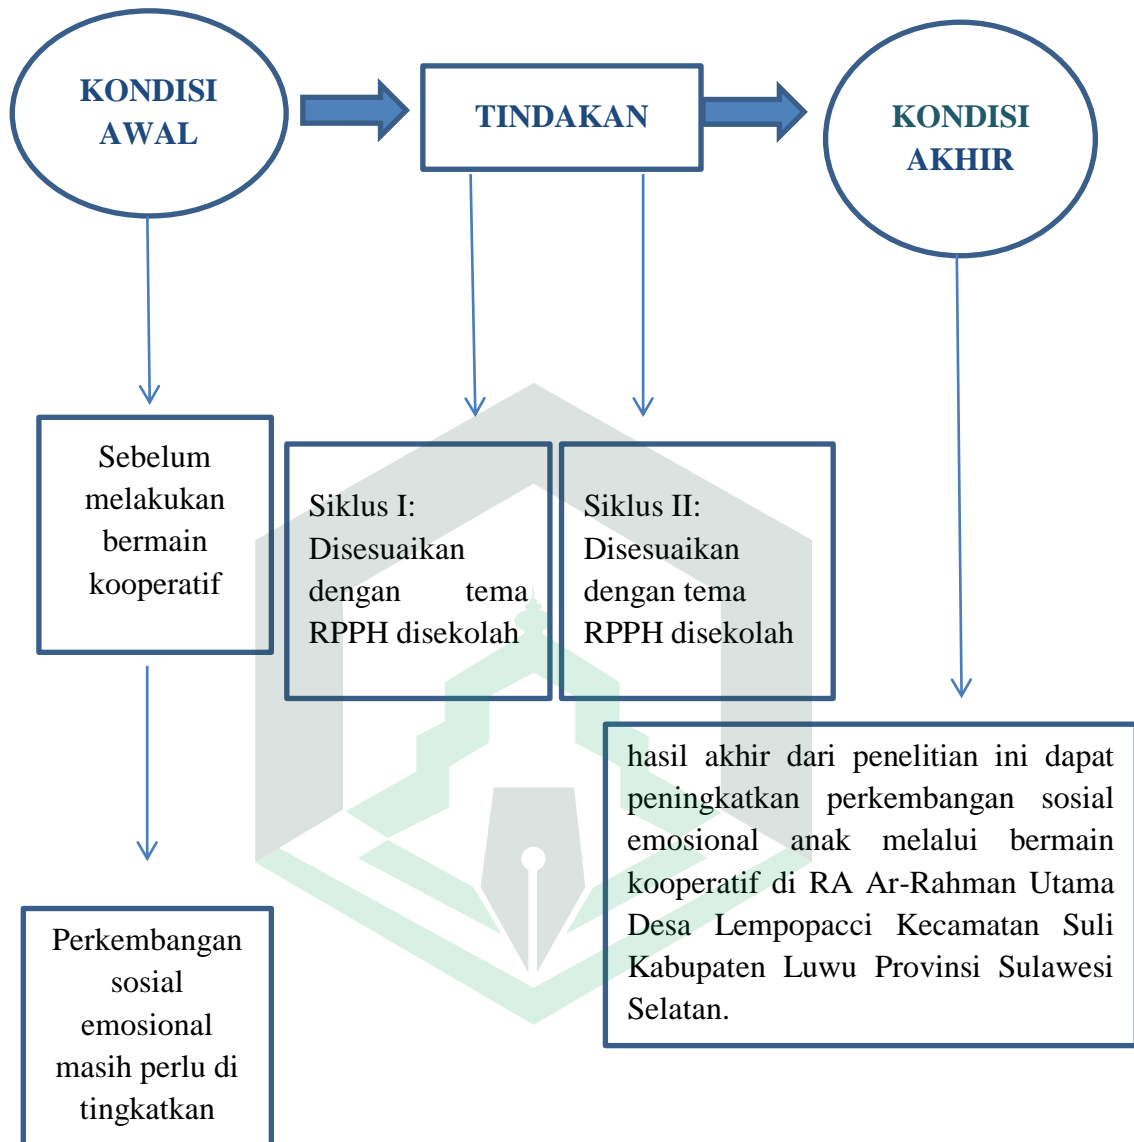 KONDISI
AWAL
TINDAKAN
KONDISI
AKHIR
Sebelum
melakukan
bermain
kooperatif
Siklus I:
Disesuaikan
dengan tema
RPPH disekolah
Siklus II:
Disesuaikan
dengan tema
RPPH disekolah
hasil akhir dari penelitian ini dapat
peningkatkan perkembangan sosial
emosional anak melalui bermain
kooperatif di RA Ar-Rahman Utama
Desa Lempopacci Kecamatan Suli
Kabupaten Luwu Provinsi Sulawesi
Selatan.
Perkembangan
sosial
emosional
masih perlu di
tingkatkan